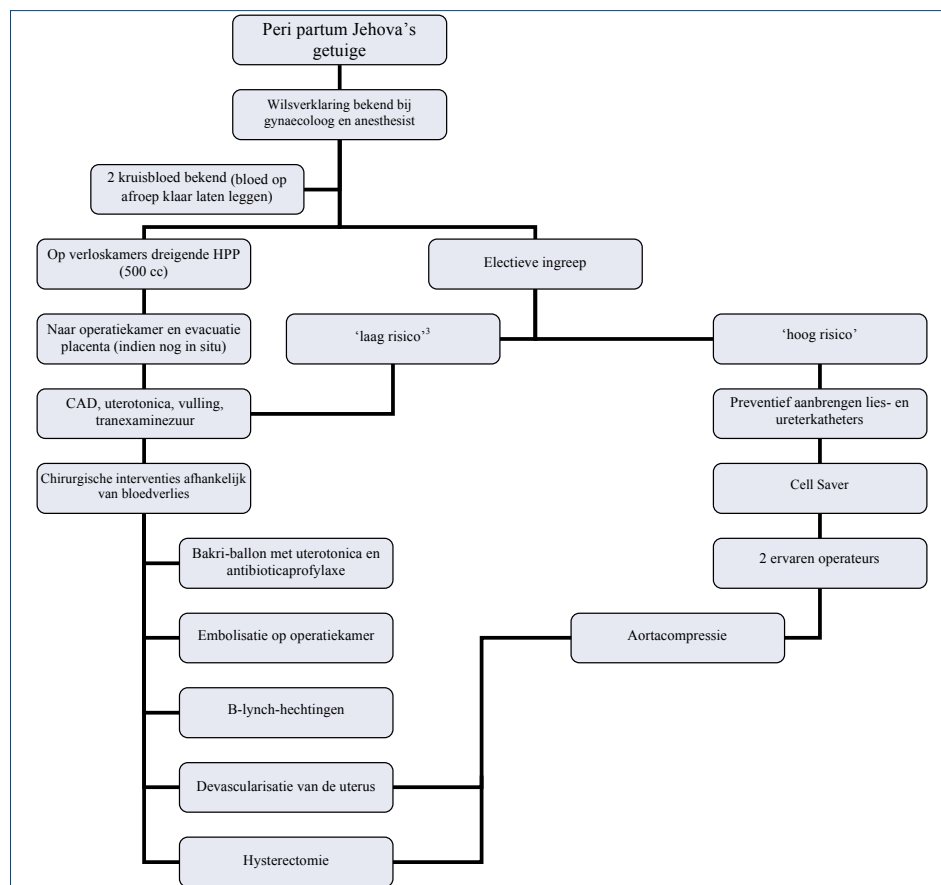 Peri partum Jehova’s
getuige
Wilsverklaring bekend bij
gynaecoloog en anesthesist
2 kruisbloed bekend (bloed op
afroep klaar laten leggen)
Op verloskamers dreigende HPP
(500 cc)
Electieve ingreep
Naar operatiekamer en evacuatie
placenta (indien nog in situ)
‘laag risico’³
‘hoog risico’
CAD, uterotonica, vulling,
tranexaminezuur
Preventief aanbrengen lies- en
ureterkatheters
Chirurgische interventies afhankelijk
van bloedverlies
Cell Saver
Bakri-ballon met uterotonica en
antibioticaprofylaxe
2 ervaren operateurs
Embolisatie op operatiekamer
Aortacompressie
B-lynch-hechtingen
Devascularisatie van de uterus
Hysterectomie